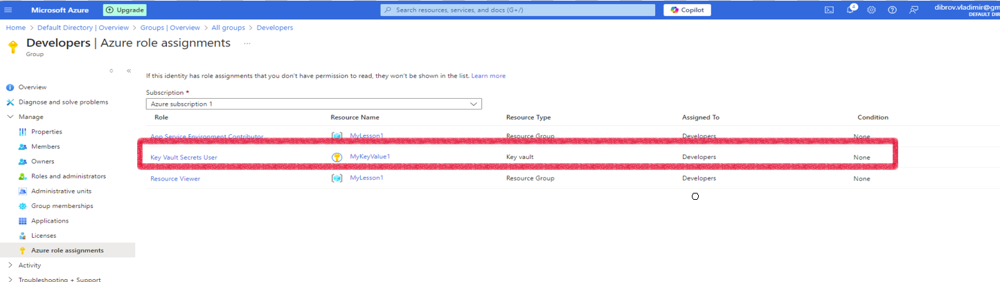 Microsoft Azure
Upgrade
Search resources, services, and docs (G+/)
Copilot
4
dibrov.vladimir@gm
DEFAULT DIR
Home > Default Directory | Overview > Groups | Overview > All groups > Developers
Developers | Azure role assignments ...
Group
If this identity has role assignments that you don't have permission to read, they won't be shown in the list. Learn more
Overview
Diagnose and solve problems
Manage
Properties
Members
Owners
Roles and administrators
Administrative units
Group memberships
Applications
Licenses
Azure role assignments
Activity
Troubleshooting + Support
Subscription *
Azure subscription 1
Role Resource Name Resource Type Assigned To Condition
App Service Environment Contributor MyLesson1 Resource Group Developers None
Key Vault Secrets User MyKeyValue1 Key vault Developers None
Resource Viewer MyLesson1 Resource Group Developers None